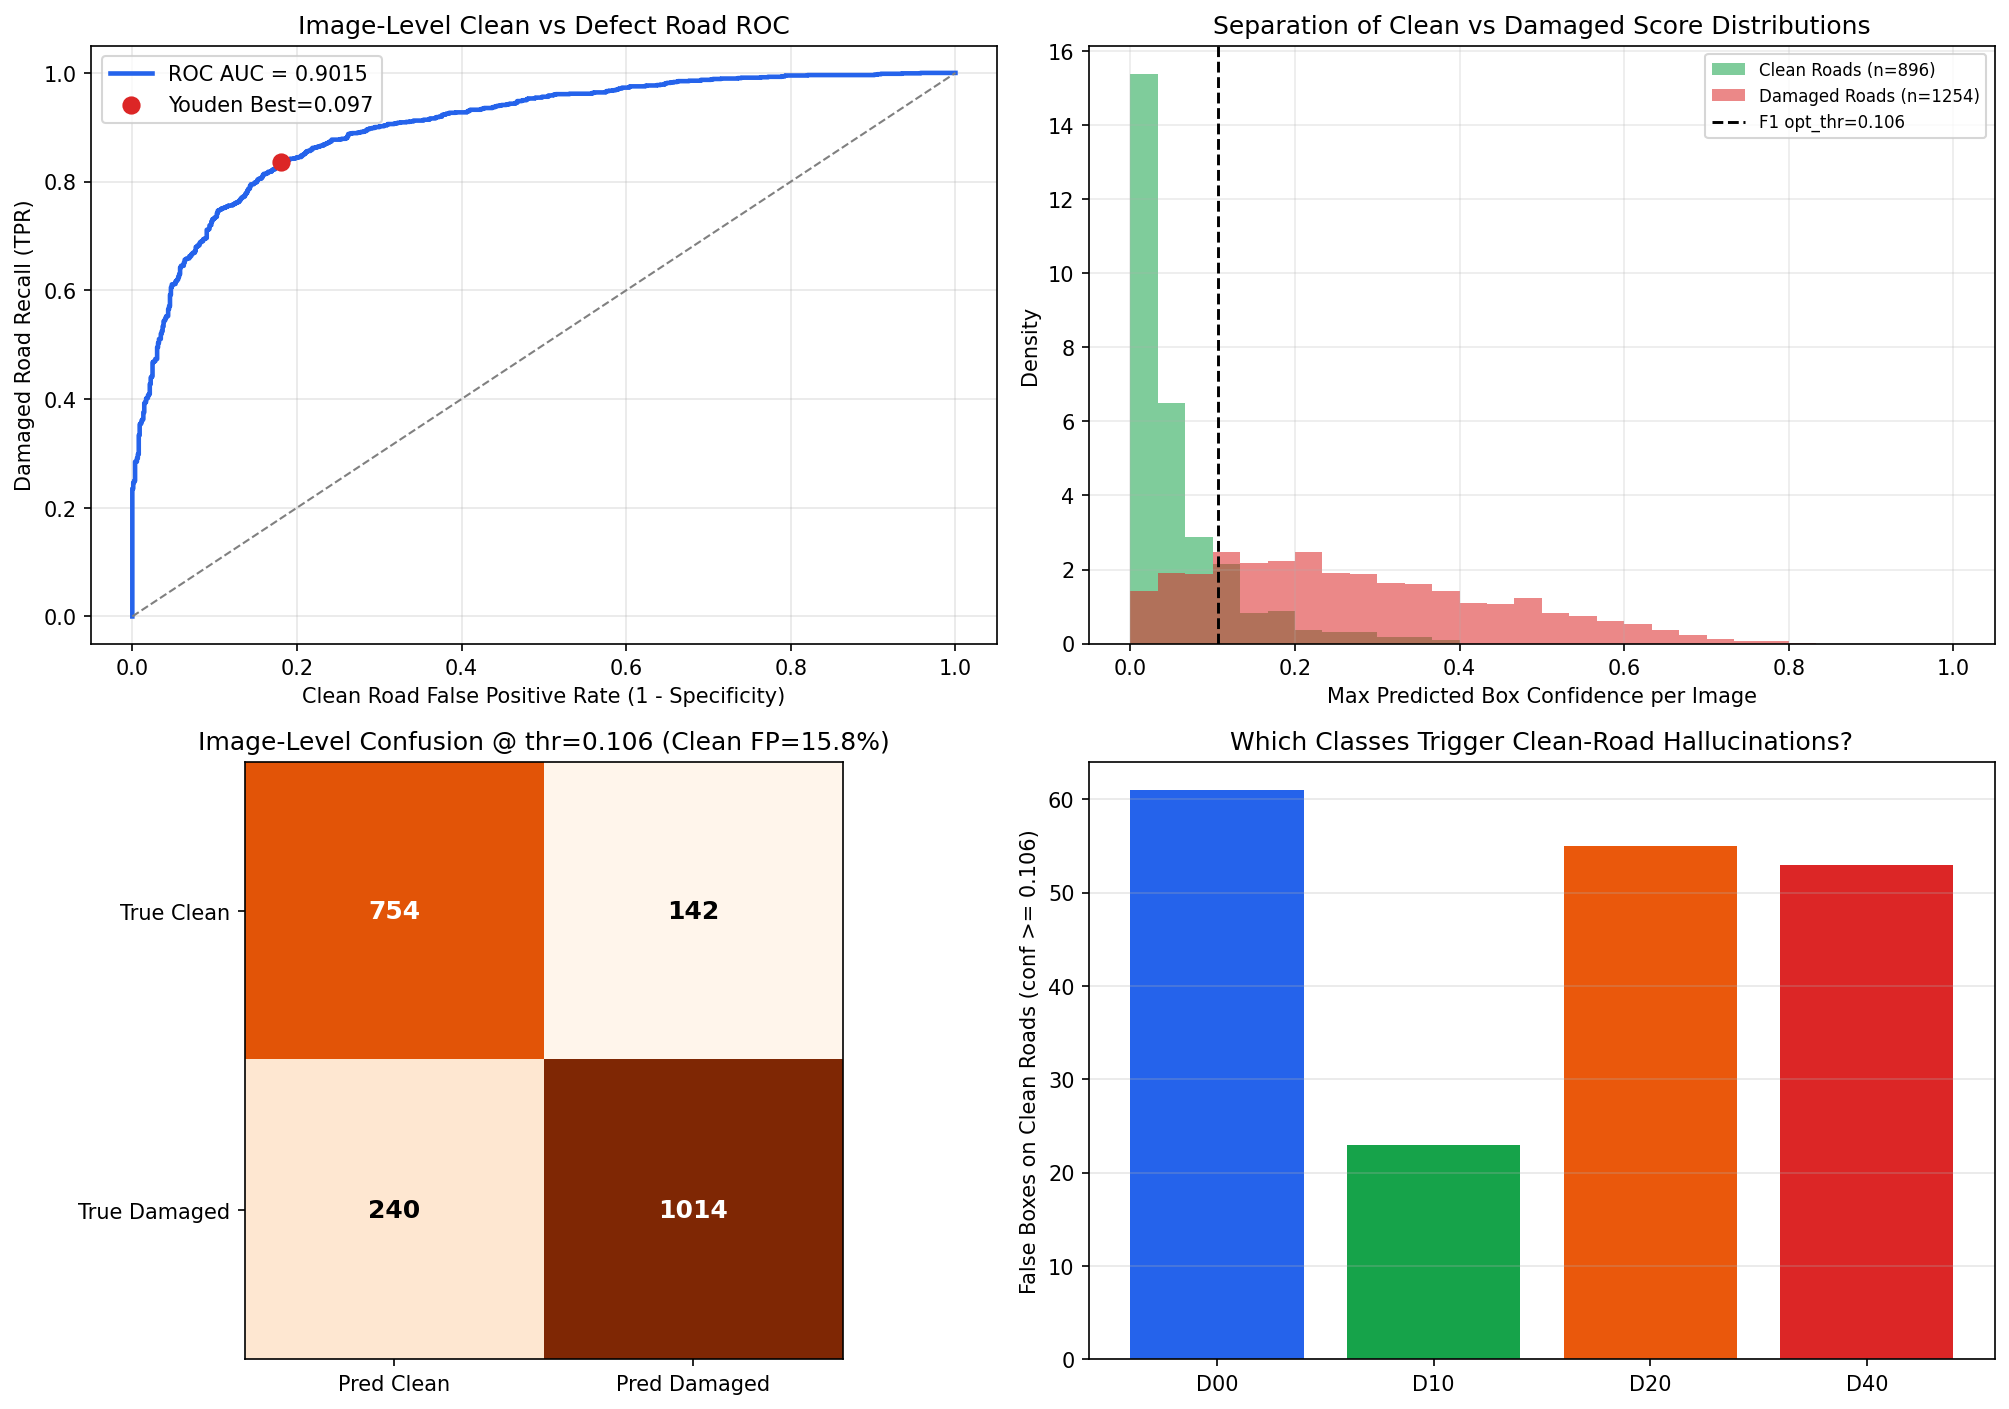 Image-Level Clean vs Defect Road ROC
ROC AUC = 0.9015
Youden Best=0.097
Damaged Road Recall (TPR)
1.0
0.8
0.6
0.4
0.2
0.0
0.0 0.2 0.4 0.6 0.8 1.0
Clean Road False Positive Rate (1 - Specificity)
Separation of Clean vs Damaged Score Distributions
Clean Roads (n=896)
Damaged Roads (n=1254)
F1 opt_thr=0.106
Density
16
14
12
10
8
6
4
2
0
0.0 0.2 0.4 0.6 0.8 1.0
Max Predicted Box Confidence per Image
Image-Level Confusion @ thr=0.106 (Clean FP=15.8%)
True Clean
754 142
True Damaged
240 1014
Pred Clean Pred Damaged
Which Classes Trigger Clean-Road Hallucinations?
False Boxes on Clean Roads (conf >= 0.106)
60
50
40
30
20
10
0
D00 D10 D20 D40